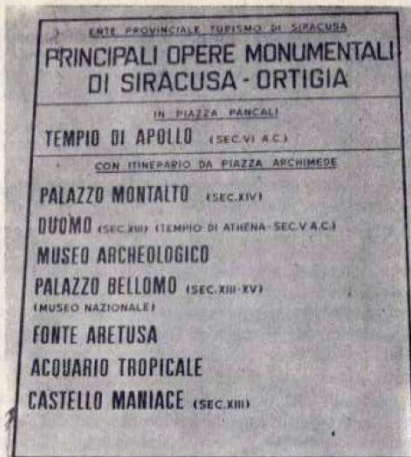 ENTE PROVINCIALE TURISMO DI SIRACUSA
PRINCIPALI OPERE MONUMENTALI
DI SIRACUSA - ORTIGIA
IN PIAZZA PANCALI
TEMPIO DI APOLLO (SEC.VI A.C.)
CON ITINERARIO DA PIAZZA ARCHIMEDE
PALAZZO MONTALTO (SEC.XIV)
DUOMO (SEC.XIII) (TEMPIO DI ATHENA-SEC.V A.C.)
MUSEO ARCHEOLOGICO
PALAZZO BELLOMO (SEC.XIII-XV)
(MUSEO NAZIONALE)
FONTE ARETUSA
ACQUARIO TROPICALE
CASTELLO MANIACE (SEC.XIII)